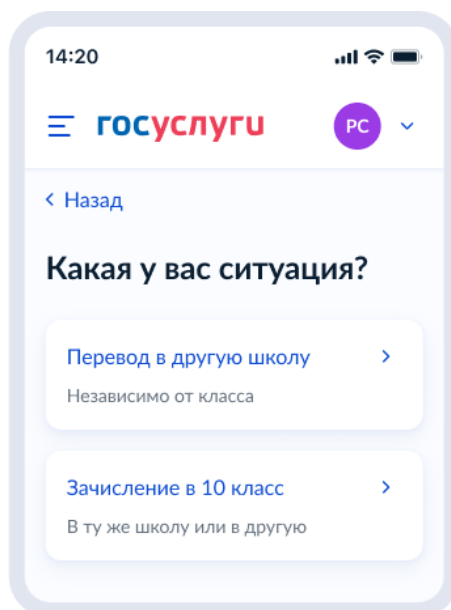 14:20
госуслуги
РС
Назад
Какая у вас ситуация?
Перевод в другую школу
Независимо от класса
Зачисление в 10 класс
В ту же школу или в другую